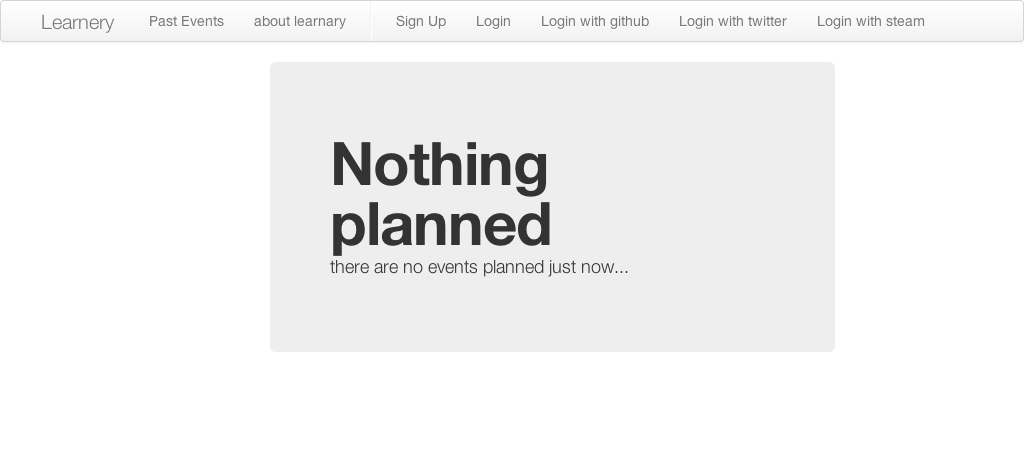 Learnery Past Events about learnary Sign Up Login Login with github Login with twitter Login with steam
Nothing
planned
there are no events planned just now...